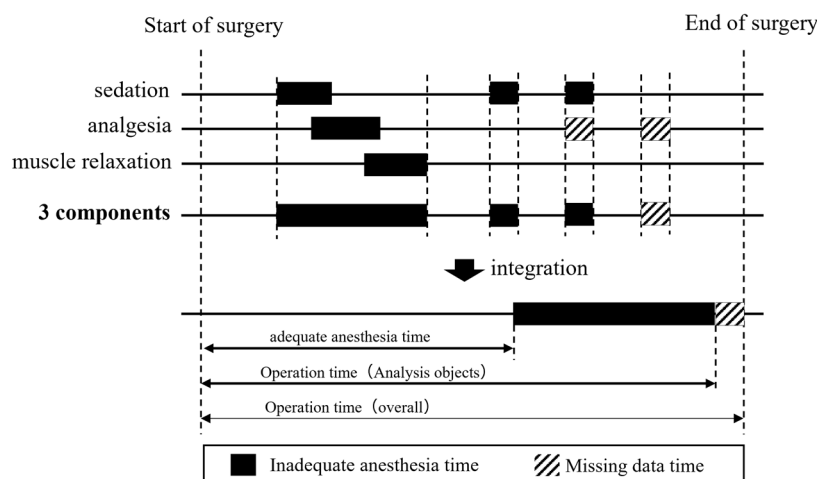 Start of surgery
End of surgery
sedation
analgesia
muscle relaxation
3 components
integration
adequate anesthesia time
Operation time（Analysis objects）
Operation time（overall）
Inadequate anesthesia time
Missing data time